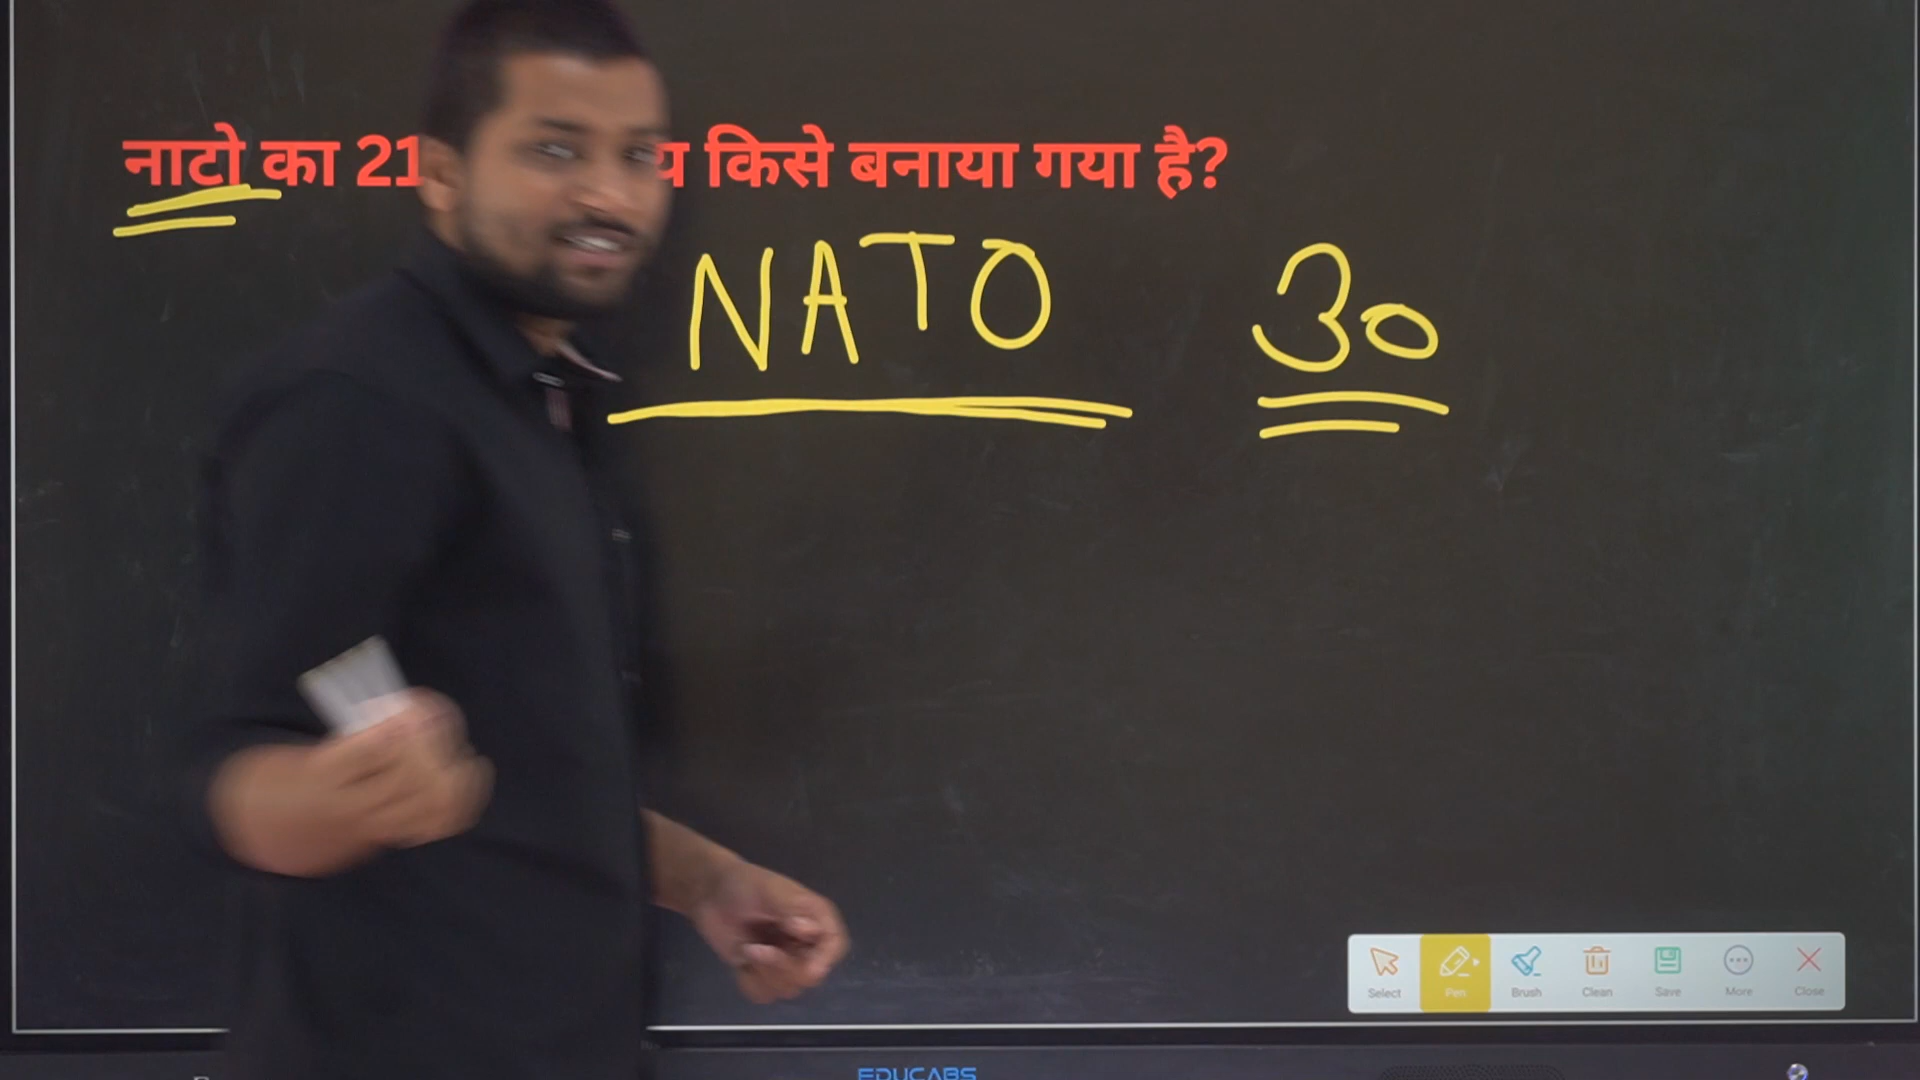 नाटो का 21 किसे बनाया गया है?
NATO 30
Select Pen Brush Clean Save More Close
EDUCABS